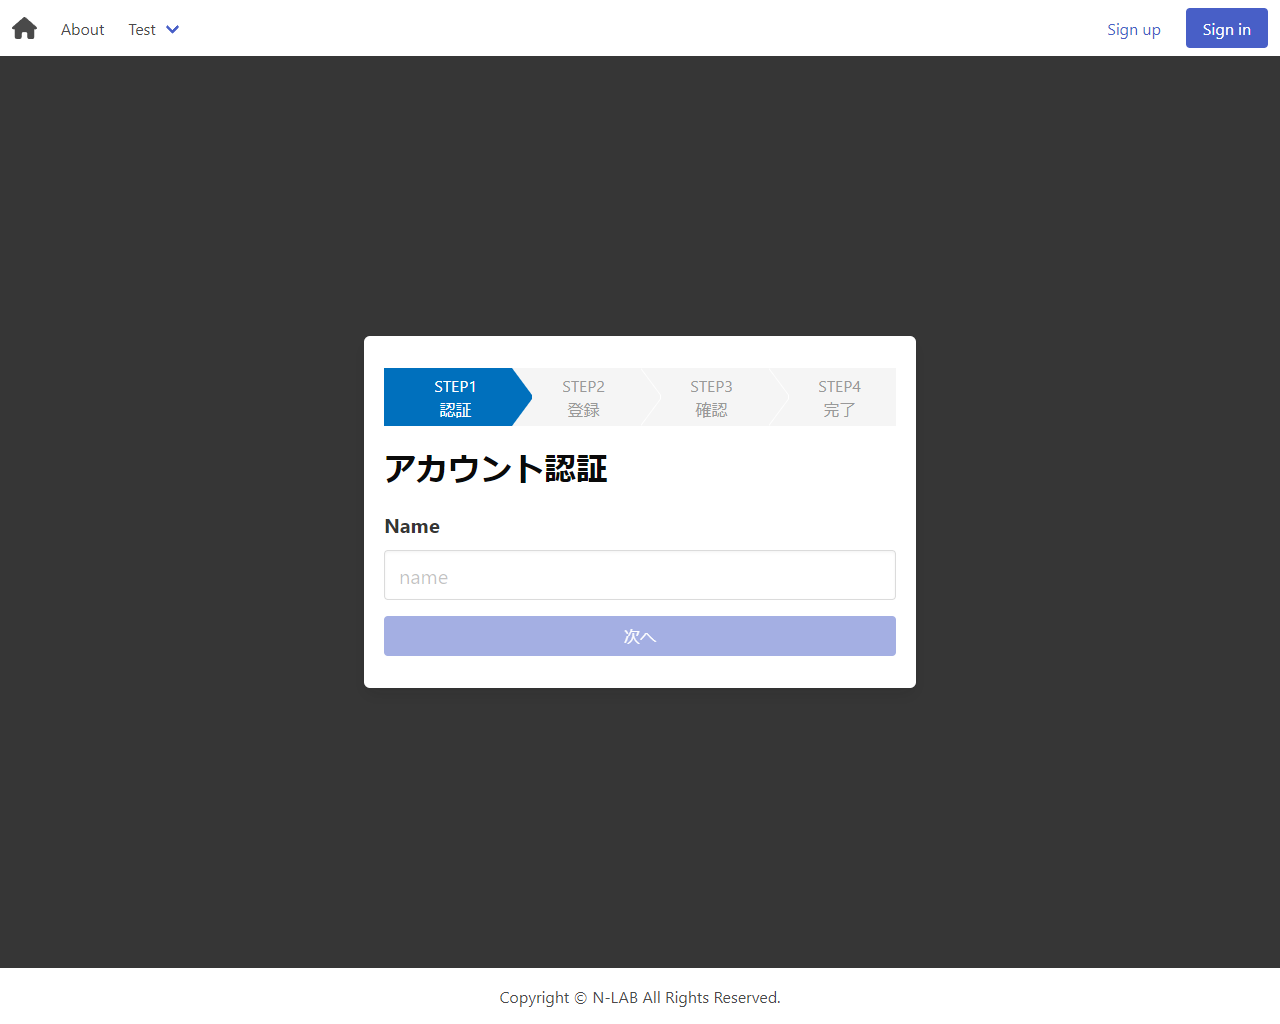 About Test Sign up Sign in
STEP1 STEP2 STEP3 STEP4
認証 登録 確認 完了
アカウント認証
Name
name
次へ
Copyright © N-LAB All Rights Reserved.